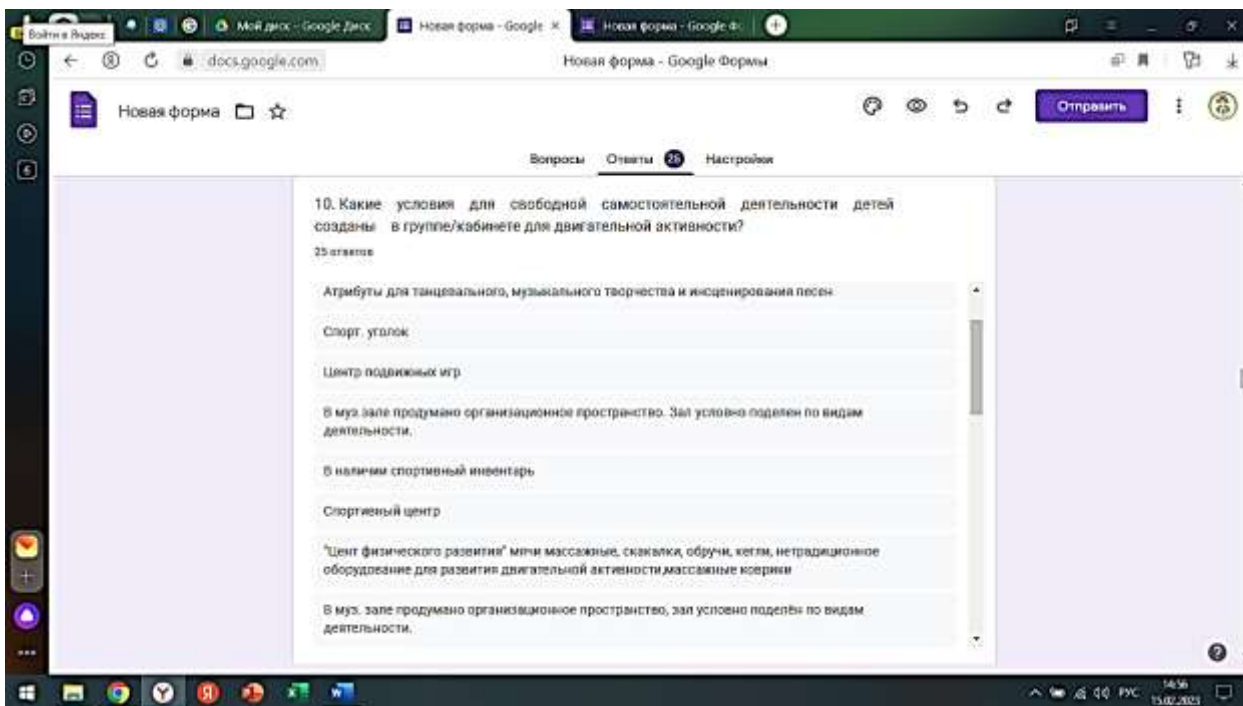 Войти в Яндекс
Мой диск - Google Диск
Новая форма - Google
Новая форма - Google Ф
docs.google.com
Новая форма - Google Формы
Новая форма
Отправить
Вопросы Ответы Настройки
10. Какие условия для свободной самостоятельной деятельности детей
созданы в группе/кабинете для двигательной активности?
25 ответов
Атрибуты для танцевального, музыкального творчества и инсценирования песен
Спорт. уголок
Центр подвижных игр
В муз зале продумано организационное пространство. Зал условно поделен по видам
деятельности.
В наличии спортивный инвентарь
Спортивный центр
"Цент физического развития" мячи массажные, скакалки, обручи, кегли, нетрадиционное
оборудование для развития двигательной активности,массажные коврики
В муз. зале продумано организационное пространство, зал условно поделён по видам
деятельности.
РУС
14:56
15.02.2023